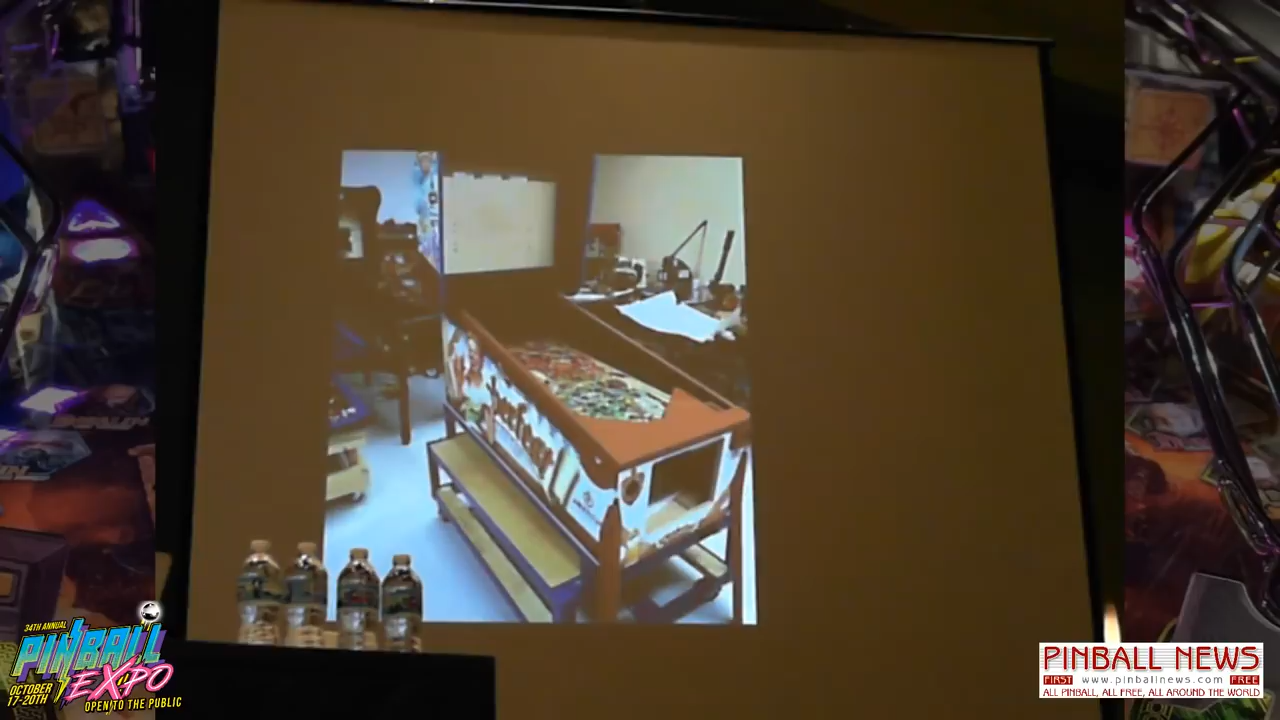 34TH ANNUAL
PINBALL
EXPO
OCTOBER
17-20TH
OPEN TO THE PUBLIC
PINBALL NEWS
FIRST www.pinballnews.com FREE
ALL PINBALL, ALL FREE, ALL AROUND THE WORLD